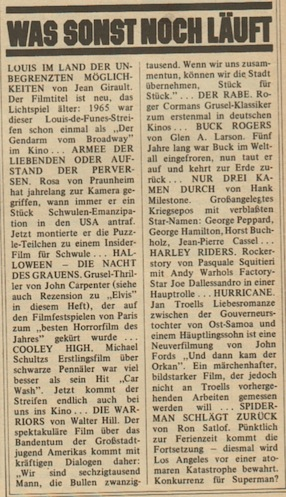 WAS SONST NOCH LÄUFT
LOUIS IM LAND DER UN-
BEGRENZTEN MÖGLICH-
KEITEN von Jean Girault.
Der Filmtitel ist neu, das
Lichtspiel älter: 1965 war
dieser Louis-de-Funes-Strei-
fen schon einmal als „Der
Gendarm vom Broadway"
im Kino ... ARMEE DER
LIEBENDEN ODER AUF-
STAND DER PERVER-
SEN. Rosa von Praunheim
hat jahrelang zur Kamera ge-
griffen, wann immer er ein
Stück Schwulen-Emanzipa-
tion in den USA antraf.
Jetzt montierte er die Puzz-
le-Teilchen zu einem Insider-
Film für Schwule ... HAL-
LOWEEN — DIE NACHT
DES GRAUENS. Grusel-Thril-
ler von John Carpenter (siehe
auch Rezension zu „Elvis"
in diesem Heft), der auf
den Filmfestspielen von Paris
zum „besten Horrorfilm des
Jahres" gekürt wurde ...
COOLEY HIGH. Michael
Schultzs Erstlingsfilm über
schwarze Pennäler war viel
besser als sein Hit „Car
Wash". Jetzt kommt der
Streifen endlich auch bei
uns ins Kino ... DIE WAR-
RIORS von Walter Hill. Der
spektakuläre Film über das
Bandentum der Großstadt-
jugend Amerikas kommt mit
kräftigen Dialogen daher:
„Wir sind sechzigtausend
Mann, die Bullen zwanzig-
tausend. Wenn wir uns zusam-
mentun, können wir die Stadt
übernehmen, Stück für
Stück." ... DER RABE. Ro-
ger Cormans Grusel-Klassiker
zum erstenmal in deutschen
Kinos ... BUCK ROGERS
von Glen A. Larson. Fünf
Jahre lang war Buck im Welt-
all eingefroren, nun taut er
auf und kehrt zur Erde zu-
rück ... NUR DREI KA-
MEN DURCH von Hank
Milestone. Großangelegtes
Kriegsepos mit verblaßten
Star-Namen: George Peppard,
George Hamilton, Horst Buch-
holz, Jean-Pierre Cassel ...
HARLEY RIDERS. Rocker-
story von Pasquale Squitieri
mit Andy Warhols Factory-
Star Joe Dallessandro in einer
Hauptrolle ... HURRICANE.
Jan Troells Liebesromanze
zwischen der Gouverneurs-
tochter von Ost-Samoa und
einem Häuptlingssohn ist eine
Neuverfilmung von John
Fords „Und dann kam der
Orkan". Ein märchenhafter,
bildstarker Film, der jedoch
nicht an Troells vorherge-
henden Arbeiten gemessen
werden will ... SPIDER-
MAN SCHLÄGT ZURÜCK
von Ron Satlof. Pünktlich
zur Ferienzeit kommt die
Fortsetzung — diesmal wird
Los Angeles vor einer ato-
maren Katastrophe bewahrt.
Konkurrenz für Superman?